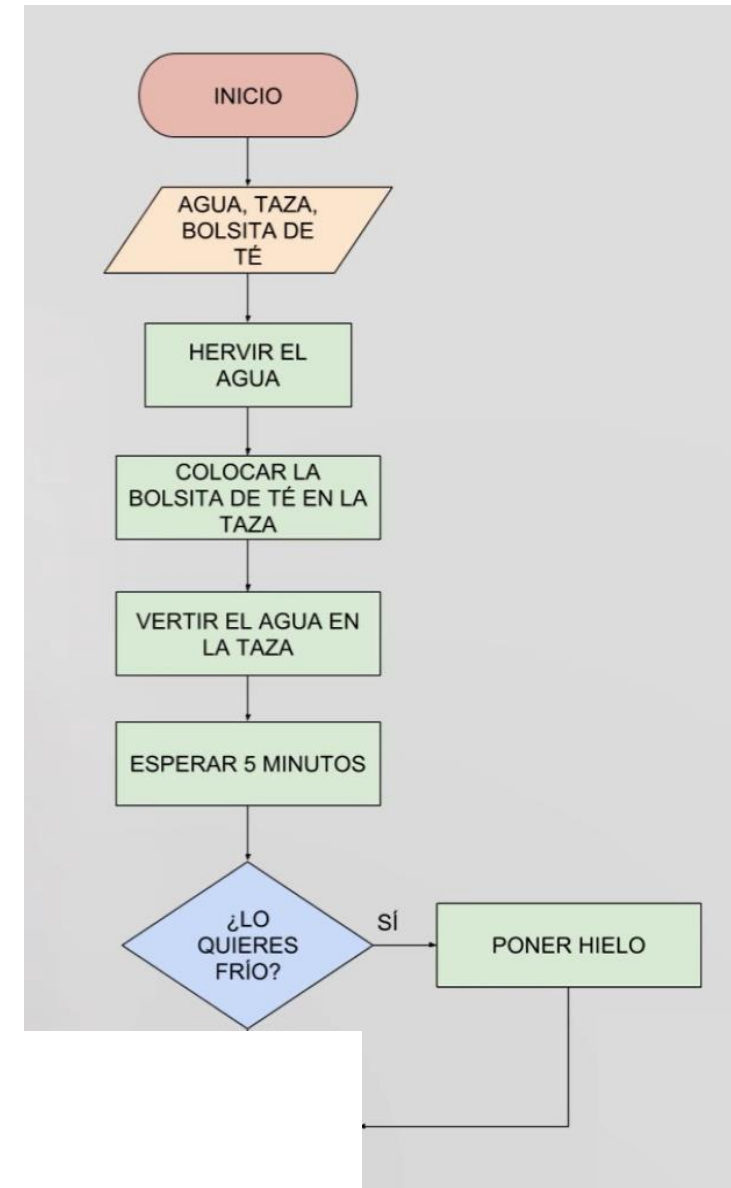 INICIO
AGUA, TAZA,
BOLSITA DE
TÉ
HERVIR EL
AGUA
COLOCAR LA
BOLSITA DE TÉ EN LA
TAZA
VERTIR EL AGUA EN
LA TAZA
ESPERAR 5 MINUTOS
¿LO
QUIERES
FRÍO?
SÍ
PONER HIELO